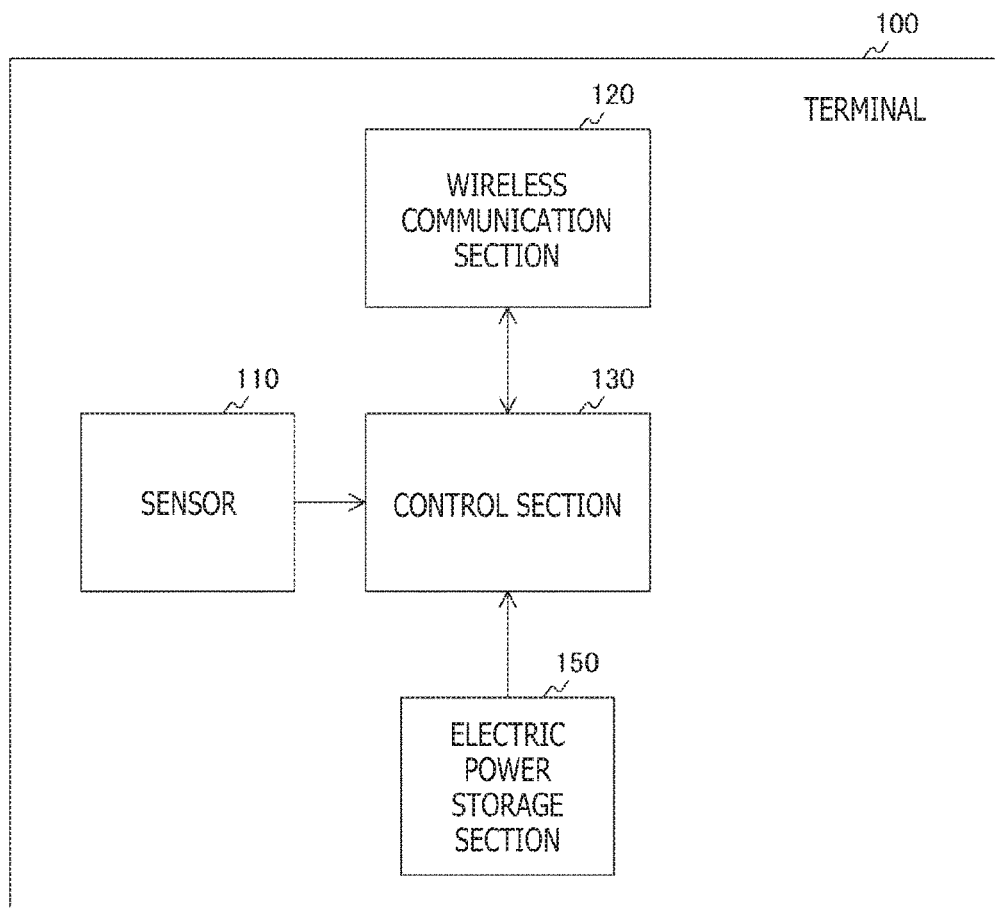 100
TERMINAL
120
WIRELESS
COMMUNICATION
SECTION
110
SENSOR
130
CONTROL SECTION
150
ELECTRIC
POWER
STORAGE
SECTION